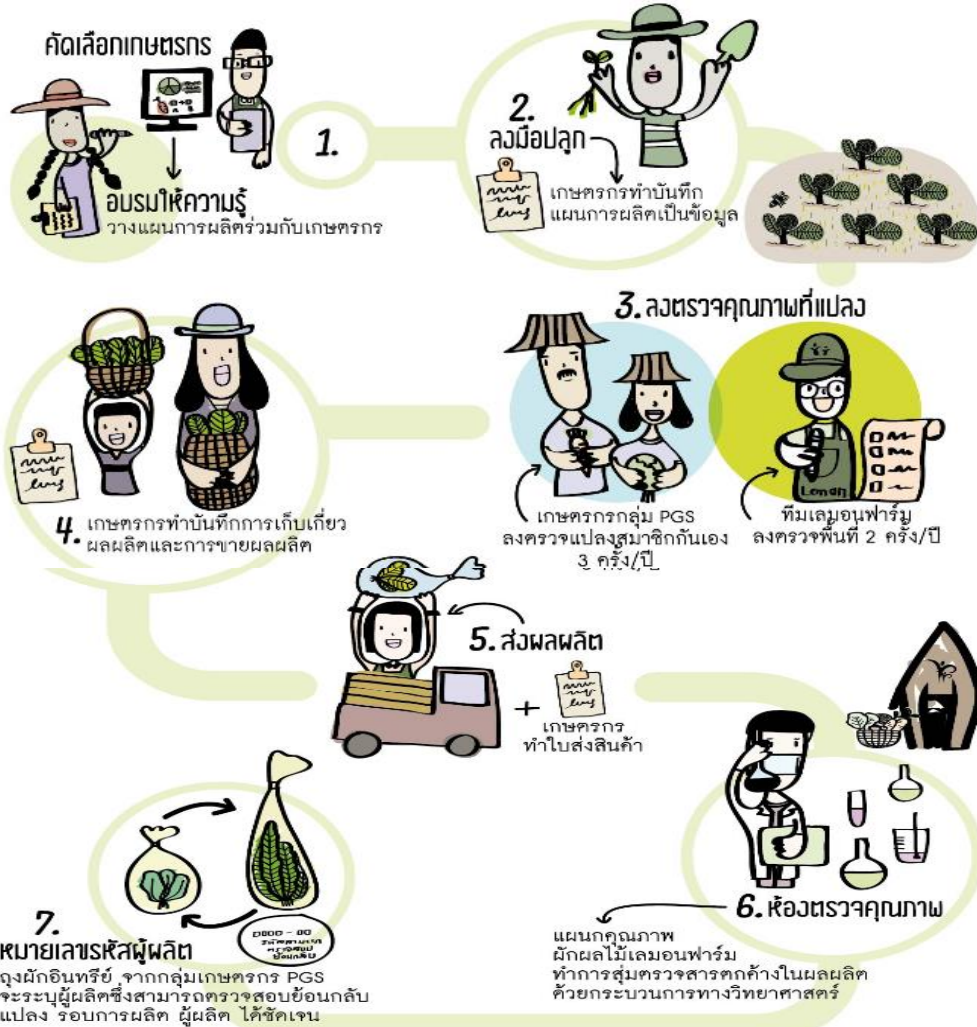 คัดเลือกเกษตรกร
1.
อบรมให้ความรู้
วางแผนการผลิตร่วมกับเกษตรกร
2.
ลงมือปลูก
เกษตรกรทำบันทึก
แผนการผลิตเป็นข้อมูล
3. ลงตรวจคุณภาพที่แปลง
เกษตรกรกลุ่ม PGS
ลงตรวจแปลงสมาชิกกันเอง
3 ครั้ง/ปี
ทีมเลมอนฟาร์ม
ลงตรวจพื้นที่ 2 ครั้ง/ปี
4. เกษตรกรทำบันทึกการเก็บเกี่ยว
ผลผลิตและการขายผลผลิต
5. ส่งผลผลิต
+
เกษตรกร
ทำใบส่งสินค้า
6. ห้องตรวจคุณภาพ
แผนกคุณภาพ
ผักผลไม้เลมอนฟาร์ม
ทำการสุ่มตรวจสารตกค้างในผลผลิต
ด้วยกระบวนการทางวิทยาศาสตร์
7.
หมายเลขรหัสผู้ผลิต
ถุงผักอินทรีย์ จากกลุ่มเกษตรกร PGS
จะระบุผู้ผลิตซึ่งสามารถตรวจสอบย้อนกลับ
แปลง รอบการผลิต ผู้ผลิต ได้ชัดเจน